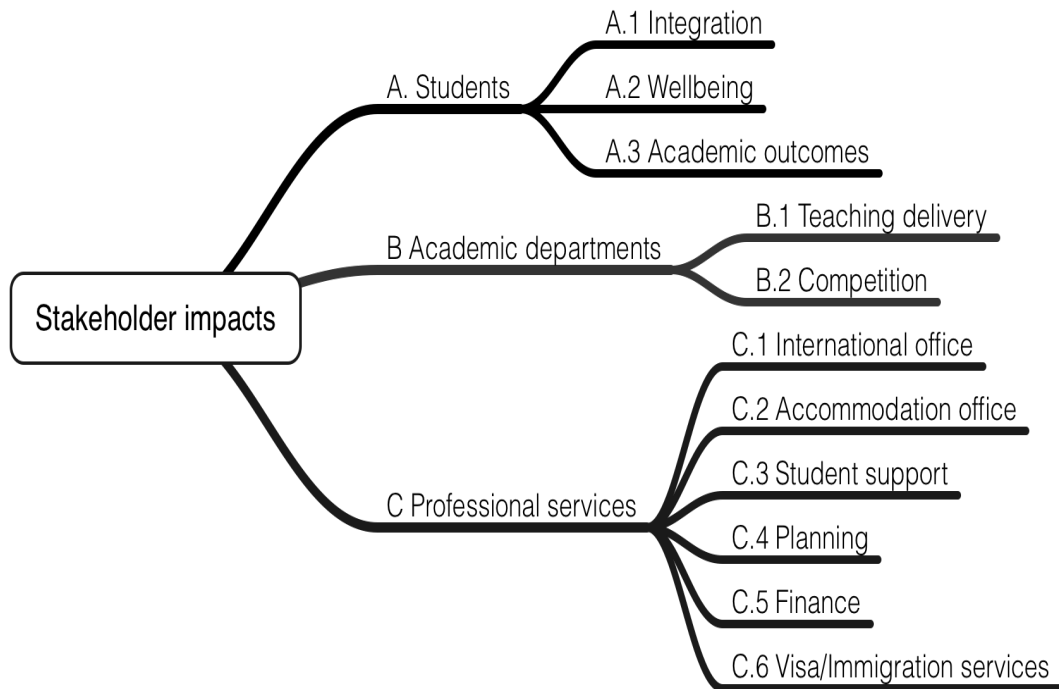 Stakeholder impacts
A. Students
A.1 Integration
A.2 Wellbeing
A.3 Academic outcomes
B Academic departments
B.1 Teaching delivery
B.2 Competition
C Professional services
C.1 International office
C.2 Accommodation office
C.3 Student support
C.4 Planning
C.5 Finance
C.6 Visa/Immigration services